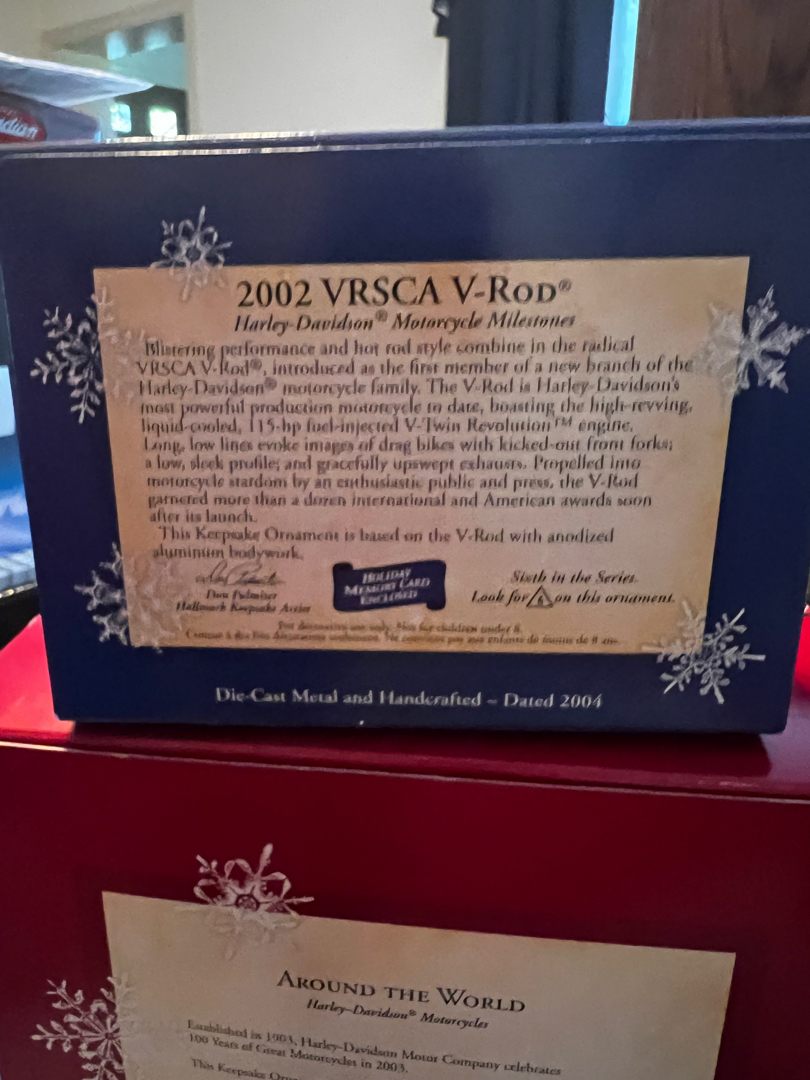 2002 VRSCA V-ROD®
Harley-Davidson® Motorcycle Milestones
Blistering performance and hot rod style combine in the radical
VRSCA V-Rod®, introduced as the first member of a new branch of the
Harley-Davidson® motorcycle family. The V-Rod is Harley-Davidson's
most powerful production motorcycle to date, boasting the high-revving,
liquid-cooled, 115-hp fuel-injected V-Twin Revolution™ engine.
Long, low lines evoke images of drag bikes with kicked-out front forks;
a low, sleek profile; and gracefully upswept exhausts. Propelled into
motorcycle stardom by an enthusiastic public and press, the V-Rod
garnered more than a dozen international and American awards soon
after its launch.
This Keepsake Ornament is based on the V-Rod with anodized
aluminum bodywork.
Don Palmiter
Hallmark Keepsake Artist
HOLIDAY
MEMORY CARD
ENCLOSED
Sixth in the Series.
Look for 6 on this ornament.
For decorative use only. Not for children under 8.
Die-Cast Metal and Handcrafted – Dated 2004
AROUND THE WORLD
Harley-Davidson® Motorcycles
Established in 1903, Harley-Davidson Motor Company celebrates
100 Years of Great Motorcycles in 2003.
This Keepsake